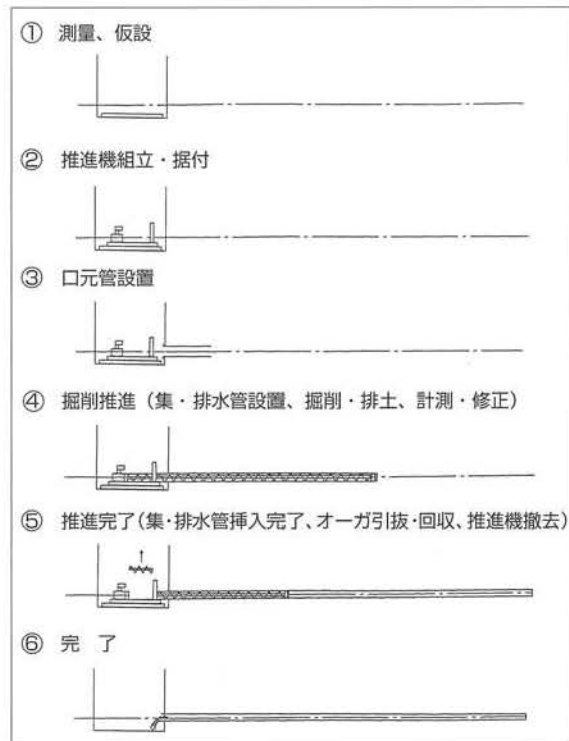 ① 測量、仮設
② 推進機組立・据付
③ 口元管設置
④ 掘削推進（集・排水管設置、掘削・排土、計測・修正）
⑤ 推進完了(集・排水管挿入完了、オーガ引抜・回収、推進機撤去)
⑥ 完　了